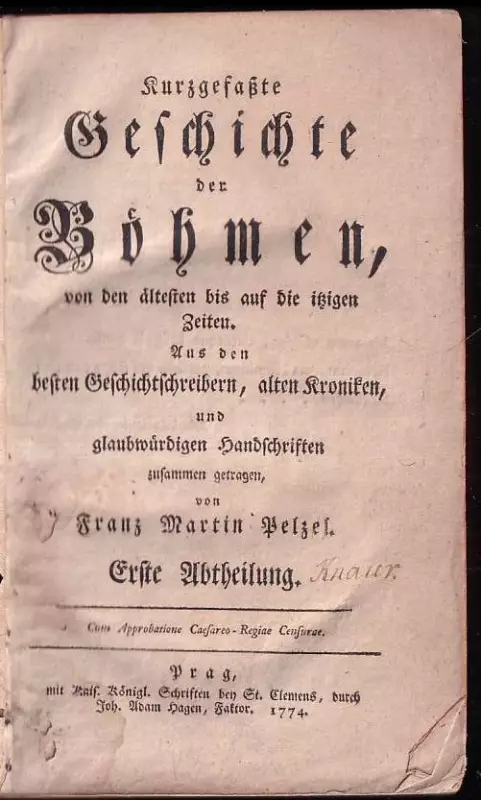 Kurzgefaßte
Geschichte
der
Böhmen,
von den ältesten bis auf die itzigen
Zeiten.
Aus den
besten Geschichtschreibern, alten Kroniken,
und
glaubwürdigen Handschriften
zusammen getragen,
von
Franz Martin Pelzel.
Erste Abtheilung. Knaur.
Cum Approbatione Caesareo-Regiae Censurae.
Prag,
mit Kais. Königl. Schriften bey St. Clemens, durch
Joh. Adam Hagen, Faktor. 1774.